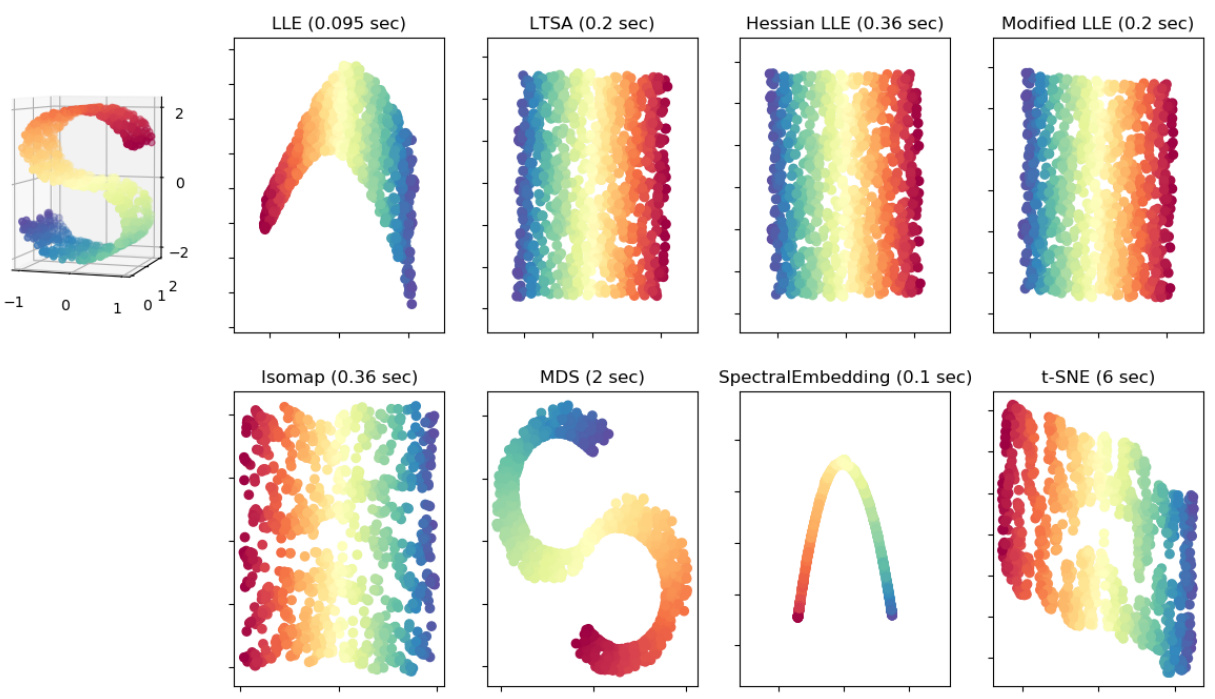 LLE (0.095 sec)
LTSA (0.2 sec)
Hessian LLE (0.36 sec)
Modified LLE (0.2 sec)
2
0
−2
−1
0
1
0
1
2
Isomap (0.36 sec)
MDS (2 sec)
SpectralEmbedding (0.1 sec)
t-SNE (6 sec)